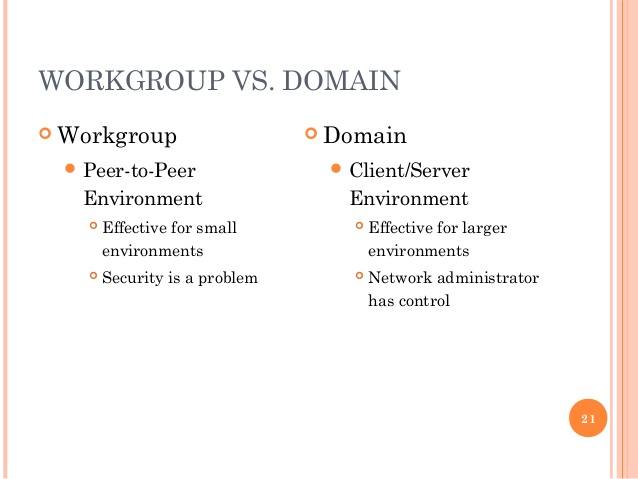 WORKGROUP VS. DOMAIN
Workgroup
Peer-to-Peer
Environment
Effective for small
environments
Security is a problem
Domain
Client/Server
Environment
Effective for larger
environments
Network administrator
has control
21